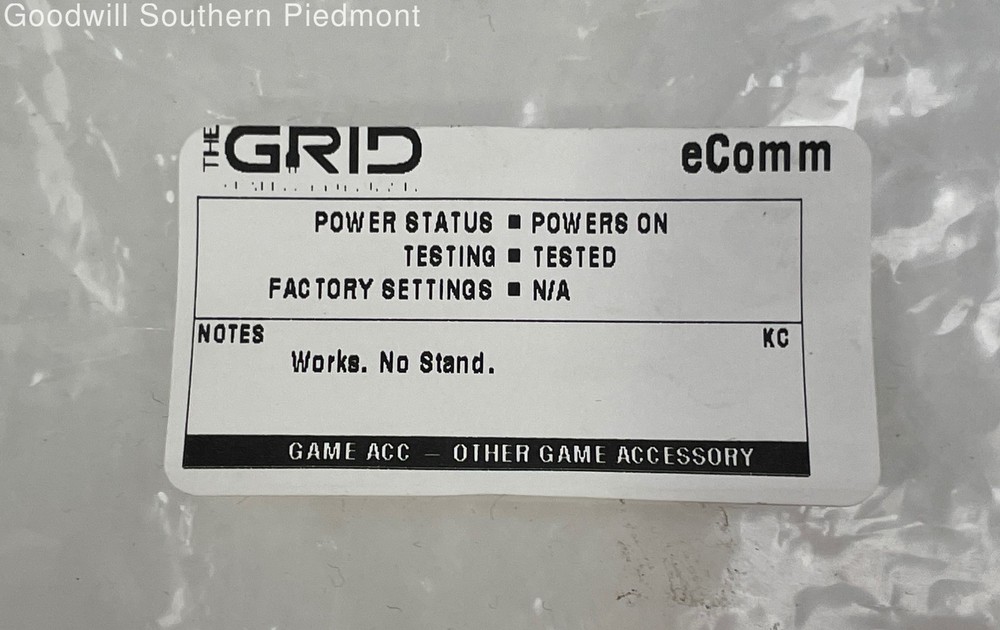 Goodwill Southern Piedmont
THE GRID
eComm
POWER STATUS ■ POWERS ON
TESTING ■ TESTED
FACTORY SETTINGS ■ N/A
NOTES
KC
Works. No Stand.
GAME ACC – OTHER GAME ACCESSORY